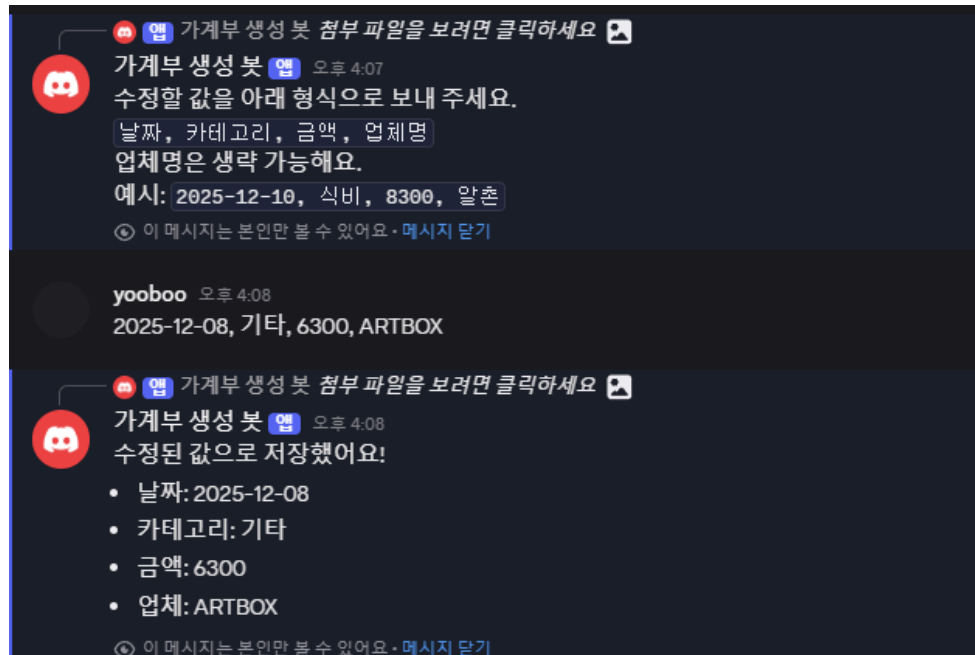 앱 가계부 생성 봇 첨부 파일을 보려면 클릭하세요
가계부 생성 봇 앱 오후 4:07
수정할 값을 아래 형식으로 보내 주세요.
날짜, 카테고리, 금액, 업체명
업체명은 생략 가능해요.
예시: 2025-12-10, 식비, 8300, 알촌
이 메시지는 본인만 볼 수 있어요 • 메시지 닫기
yooboo 오후 4:08
2025-12-08, 기타, 6300, ARTBOX
앱 가계부 생성 봇 첨부 파일을 보려면 클릭하세요
가계부 생성 봇 앱 오후 4:08
수정된 값으로 저장했어요!
• 날짜: 2025-12-08
• 카테고리: 기타
• 금액: 6300
• 업체: ARTBOX
이 메시지는 본인만 볼 수 있어요 • 메시지 닫기